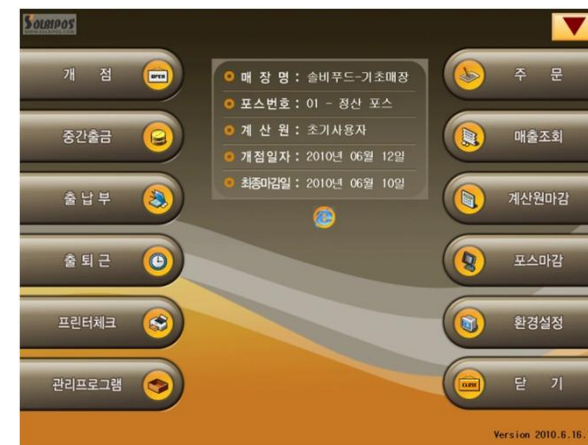 SOLBIPOS
개 점
OPEN
중간출금
출 납 부
출 퇴 근
프린터체크
관리프로그램
매 장 명 : 솔비푸드-기초매장
포스번호 : 01 - 정산 포스
계 산 원 : 초기사용자
개점일자 : 2010년 06월 12일
최종마감일 : 2010년 06월 10일
주 문
매출조회
계산원마감
포스마감
환경설정
닫 기
CLOSE
Version 2010.6.16.